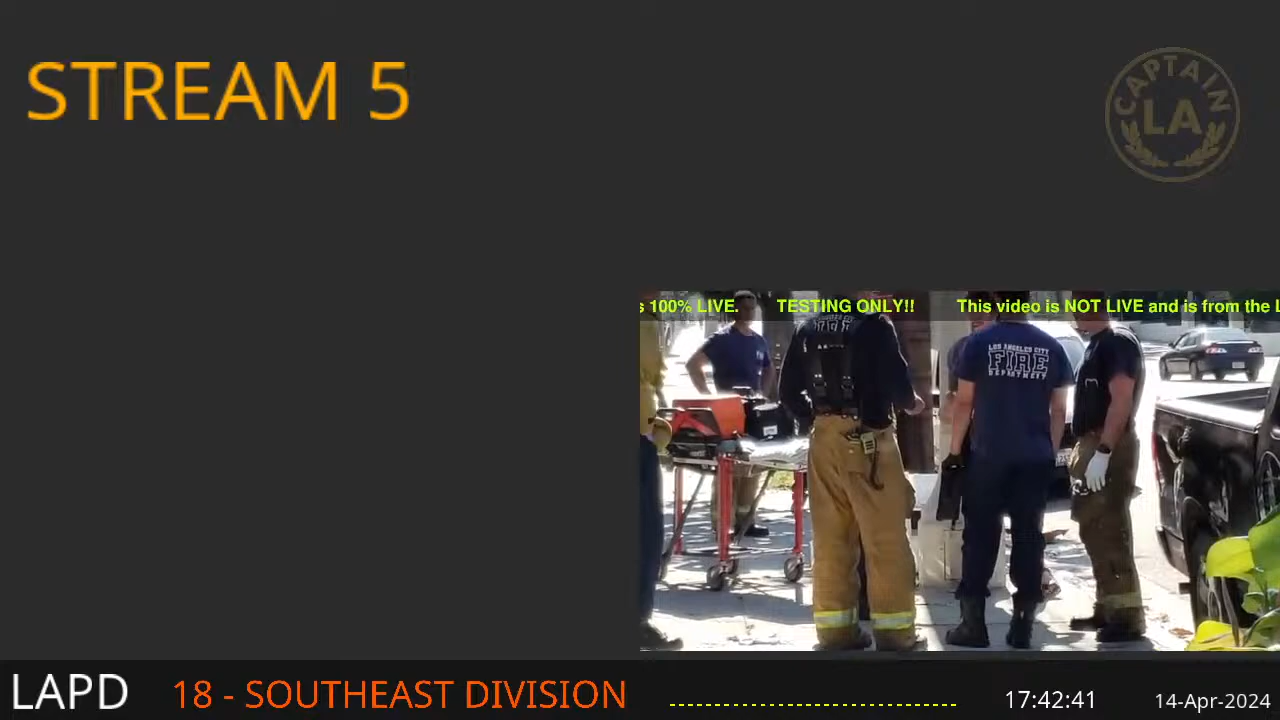 STREAM 5
CAPTAIN
LA
s 100% LIVE. TESTING ONLY!! This video is NOT LIVE and is from the L
LOS ANGELES CITY
FIRE
DEPARTMENT
LAPD 18 - SOUTHEAST DIVISION 17:42:41 14-Apr-2024